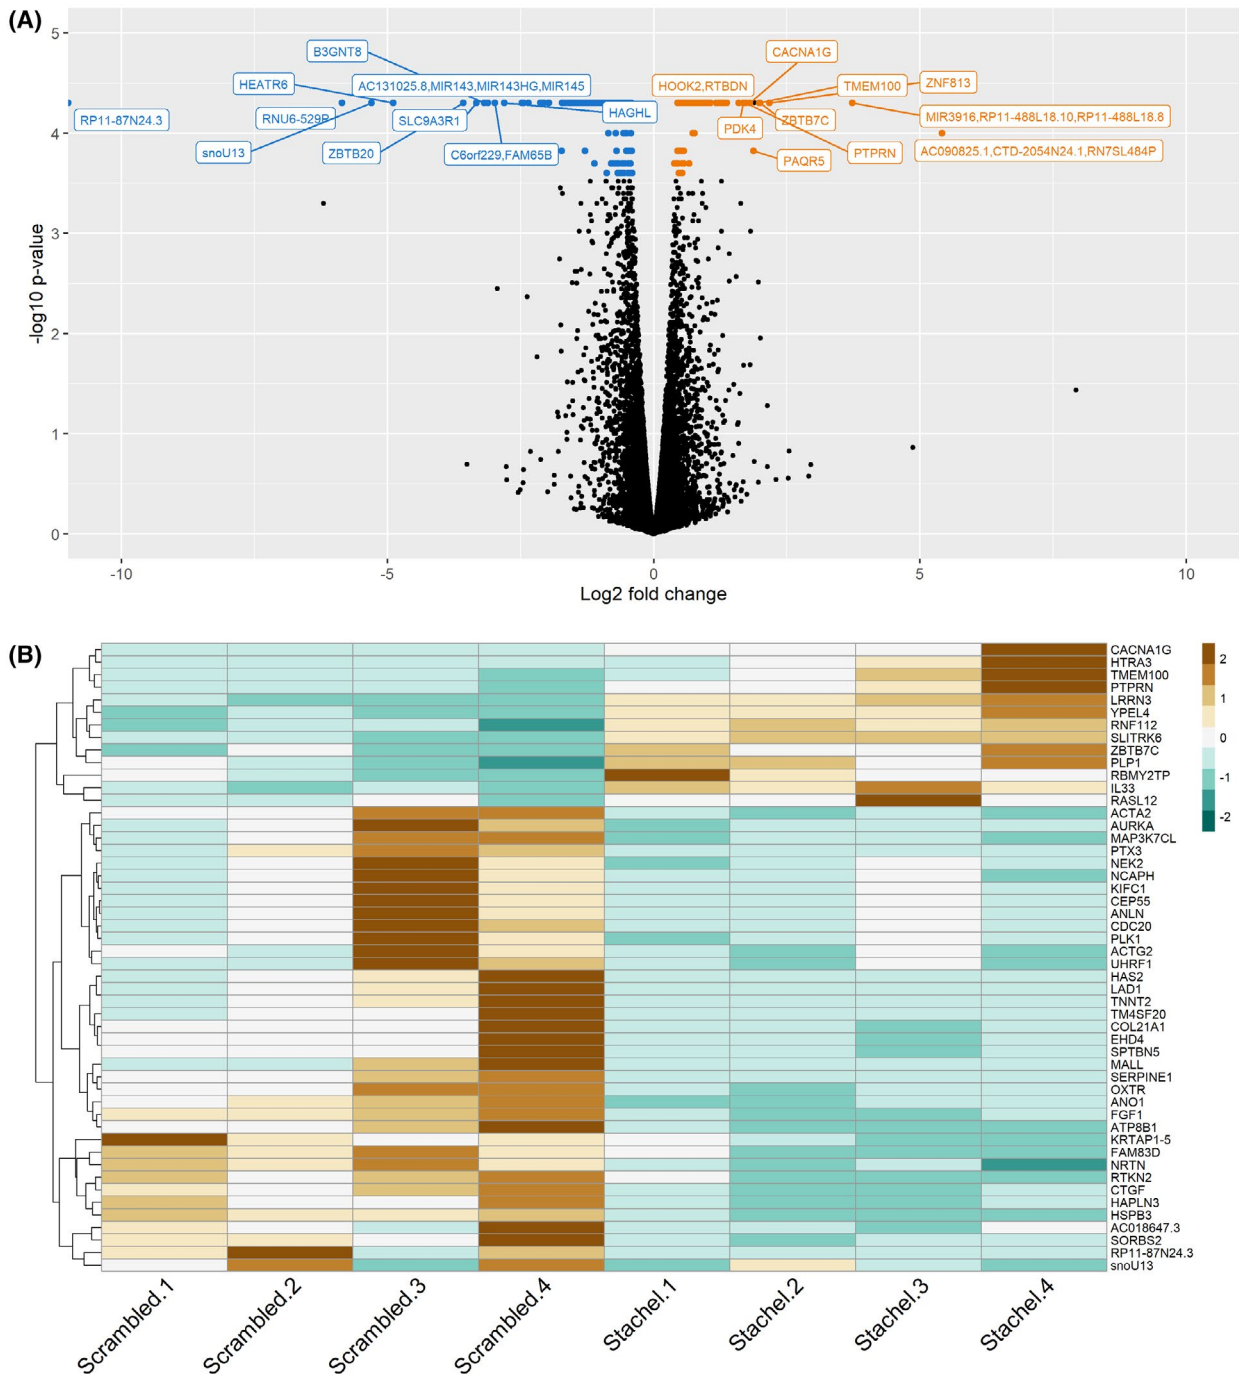 (A)
5
4
3
2
1
0
-log10 p-value
B3GNT8
CACNA1G
HEATR6
AC131025.8,MIR143,MIR143HG,MIR145
HOOK2,RTBDN
TMEM100
ZNF813
RP11-87N24.3
RNU6-529P
SLC9A3R1
HAGHL
PDK4
ZBTB7C
MIR3916,RP11-488L18.10,RP11-488L18.8
snoU13
ZBTB20
C6orf229,FAM65B
PAQR5
PTPRN
AC090825.1,CTD-2054N24.1,RN7SL484P
-10
-5
0
5
10
Log2 fold change
(B)
CACNA1G
HTRA3
TMEM100
PTPRN
LRRN3
YPEL4
RNF112
SLITRK6
ZBTB7C
PLP1
RBMY2TP
IL33
RASL12
ACTA2
AURKA
MAP3K7CL
PTX3
NEK2
NCAPH
KIFC1
CEP55
ANLN
CDC20
PLK1
ACTG2
UHRF1
HAS2
LAD1
TNNT2
TM4SF20
COL21A1
EHD4
SPTBN5
MALL
SERPINE1
OXTR
ANO1
FGF1
ATP8B1
KRTAP1-5
FAM83D
NRTN
RTKN2
CTGF
HAPLN3
HSPB3
AC018647.3
SORBS2
RP11-87N24.3
snoU13
2
1
0
-1
-2
Scrambled.1
Scrambled.2
Scrambled.3
Scrambled.4
Stachel.1
Stachel.2
Stachel.3
Stachel.4